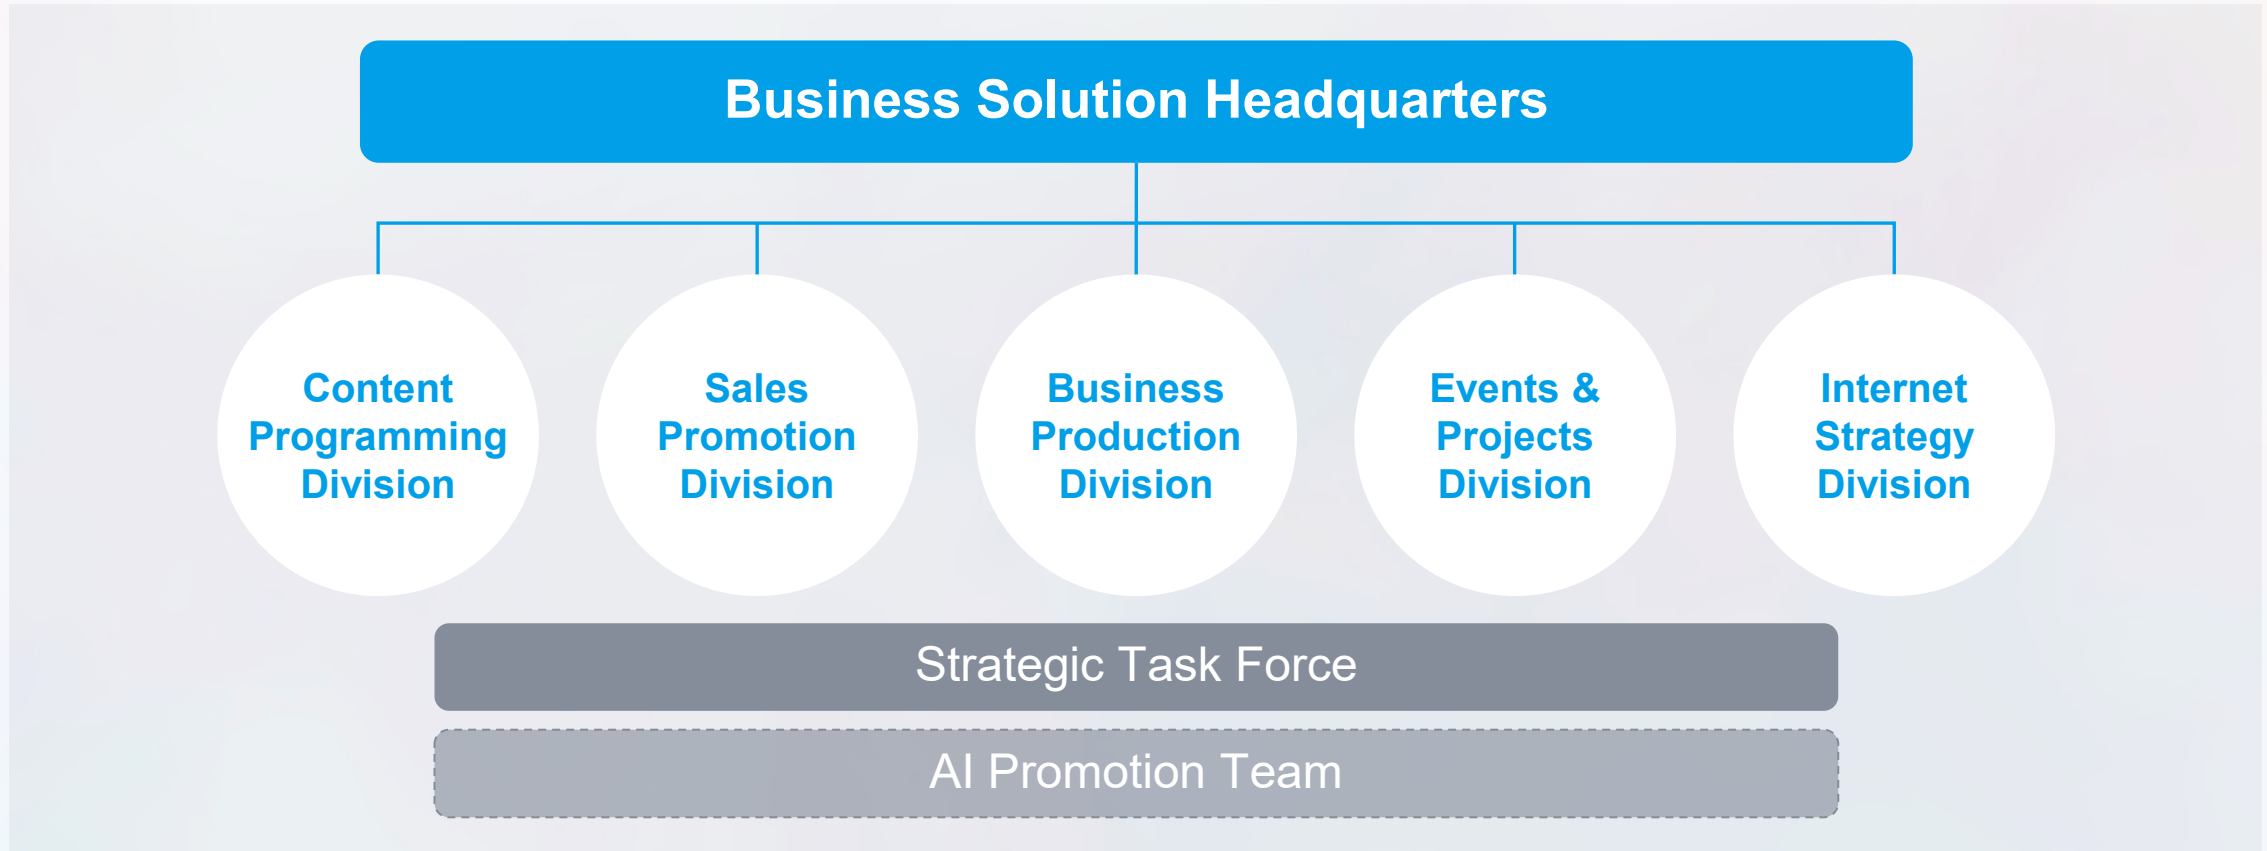 Business Solution Headquarters
Content
Programming
Division
Sales
Promotion
Division
Business
Production
Division
Events &
Projects
Division
Internet
Strategy
Division
Strategic Task Force
AI Promotion Team